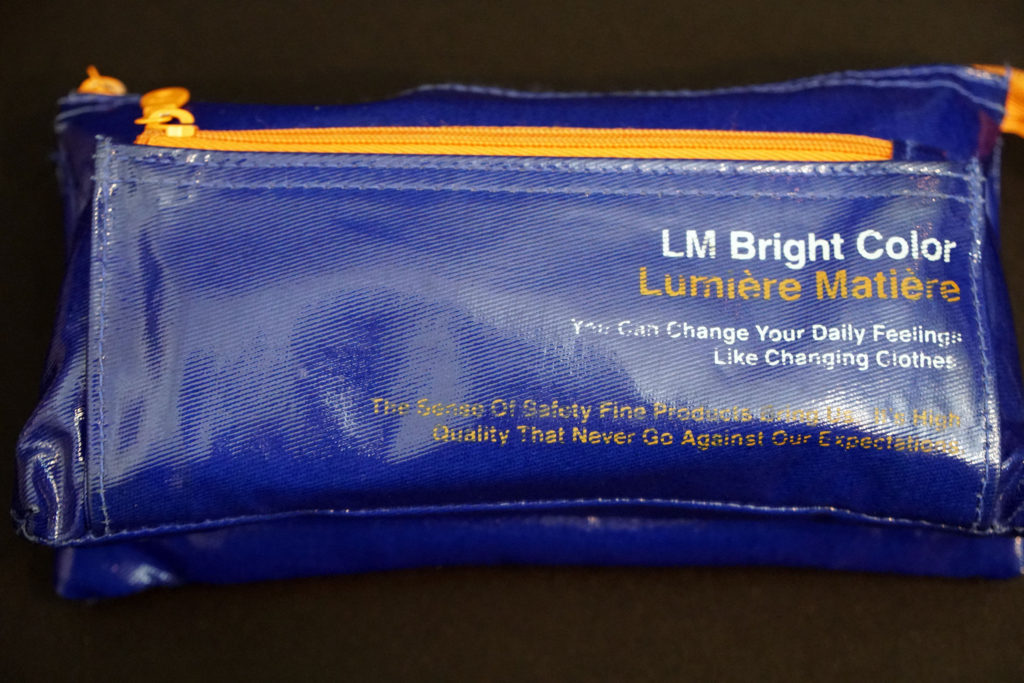 LM Bright Color
Lumière Matière
You Can Change Your Daily Feelings
Like Changing Clothes
The Sense Of Safety Fine Products Bring Us, It's High
Quality That Never Go Against Our Expectations